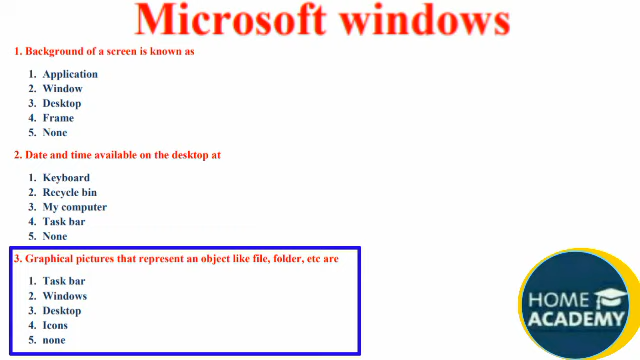 Microsoft windows
1. Background of a screen is known as
1. Application
2. Window
3. Desktop
4. Frame
5. None
2. Date and time available on the desktop at
1. Keyboard
2. Recycle bin
3. My computer
4. Task bar
5. None
3. Graphical pictures that represent an object like file, folder, etc are
1. Task bar
2. Windows
3. Desktop
4. Icons
5. none
HOME
ACADEMY